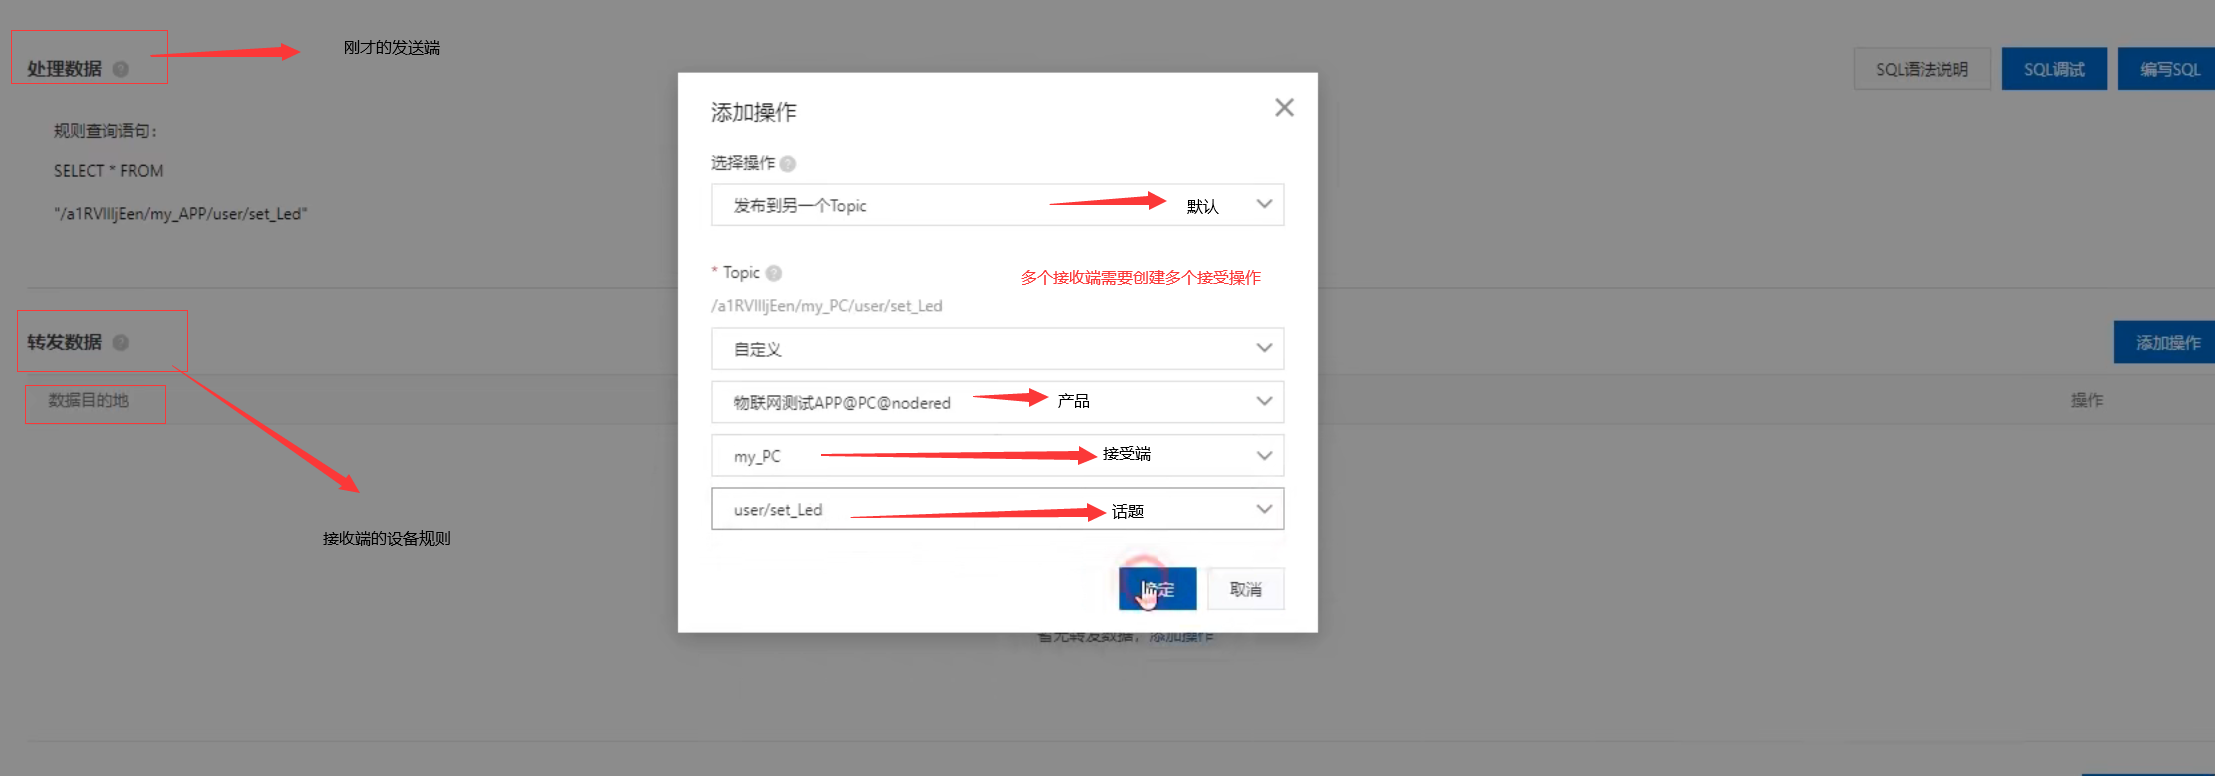 处理数据
刚才的发送端
SQL语法说明
SQL调试
编写SQL
规则查询语句：
SELECT * FROM
"/a1RVIIIjEen/my_APP/user/set_Led"
添加操作
选择操作
发布到另一个Topic
默认
* Topic
多个接收端需要创建多个接受操作
/a1RVIIIjEen/my_PC/user/set_Led
自定义
物联网测试APP@PC@nodered
产品
my_PC
接受端
user/set_Led
话题
确定
取消
转发数据
添加操作
数据目的地
操作
接收端的设备规则
暂无转发数据，添加操作